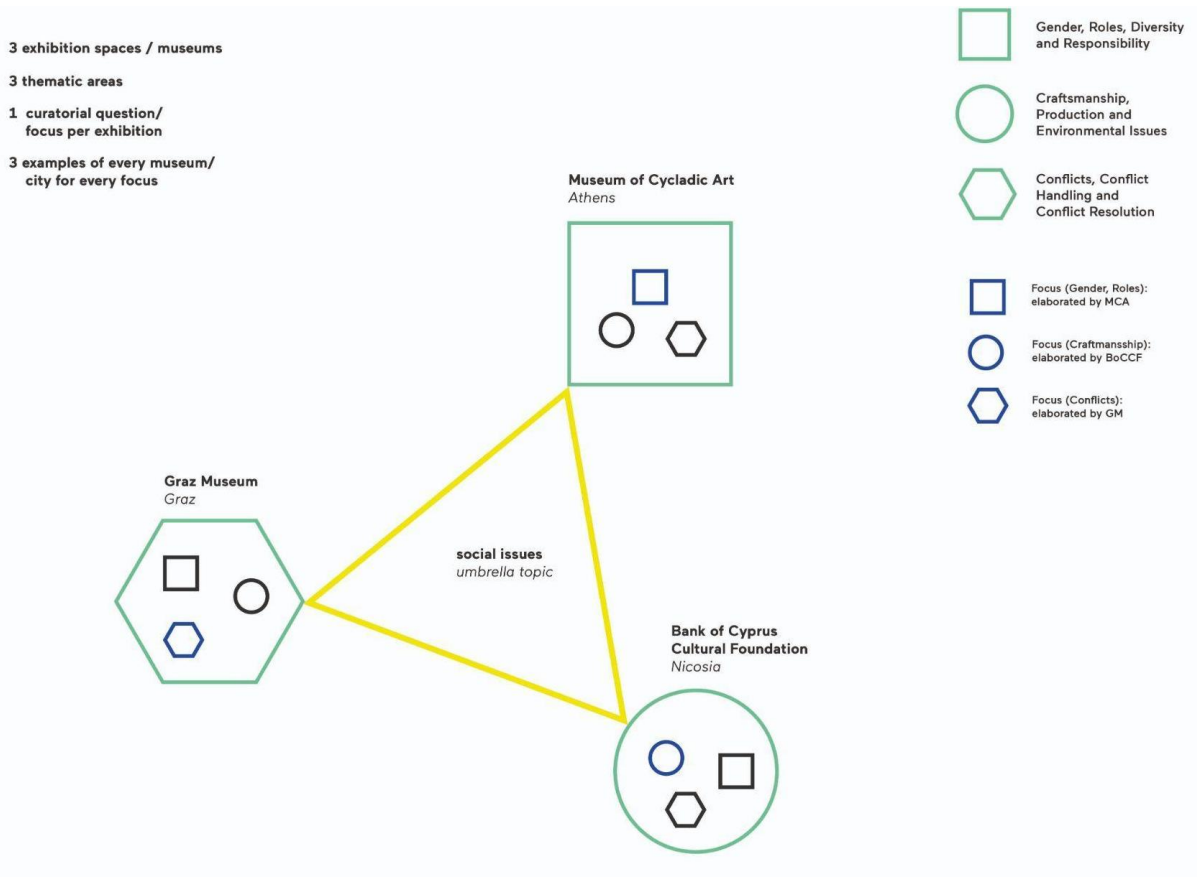 3 exhibition spaces / museums
3 thematic areas
1 curatorial question/
focus per exhibition
3 examples of every museum/
city for every focus
Gender, Roles, Diversity
and Responsibility
Craftsmanship,
Production and
Environmental Issues
Conflicts, Conflict
Handling and
Conflict Resolution
Focus (Gender, Roles):
elaborated by MCA
Focus (Craftmansship):
elaborated by BoCCF
Focus (Conflicts):
elaborated by GM
Museum of Cycladic Art
Athens
Graz Museum
Graz
social issues
umbrella topic
Bank of Cyprus
Cultural Foundation
Nicosia